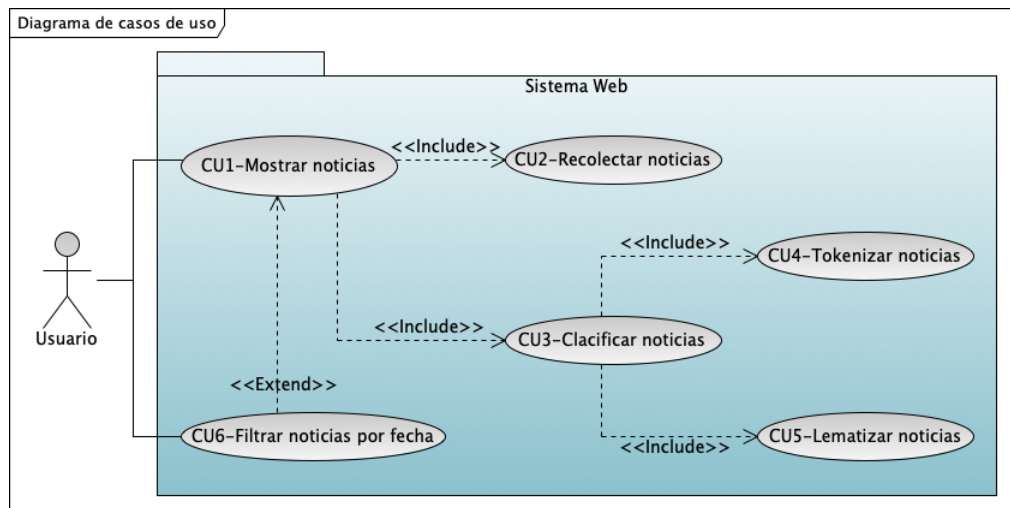 Diagrama de casos de uso
Sistema Web
CU1-Mostrar noticias
<<Include>>
CU2-Recolectar noticias
<<Include>>
CU4-Tokenizar noticias
Usuario
<<Include>>
CU3-Clacificar noticias
<<Extend>>
CU6-Filtrar noticias por fecha
<<Include>>
CU5-Lematizar noticias